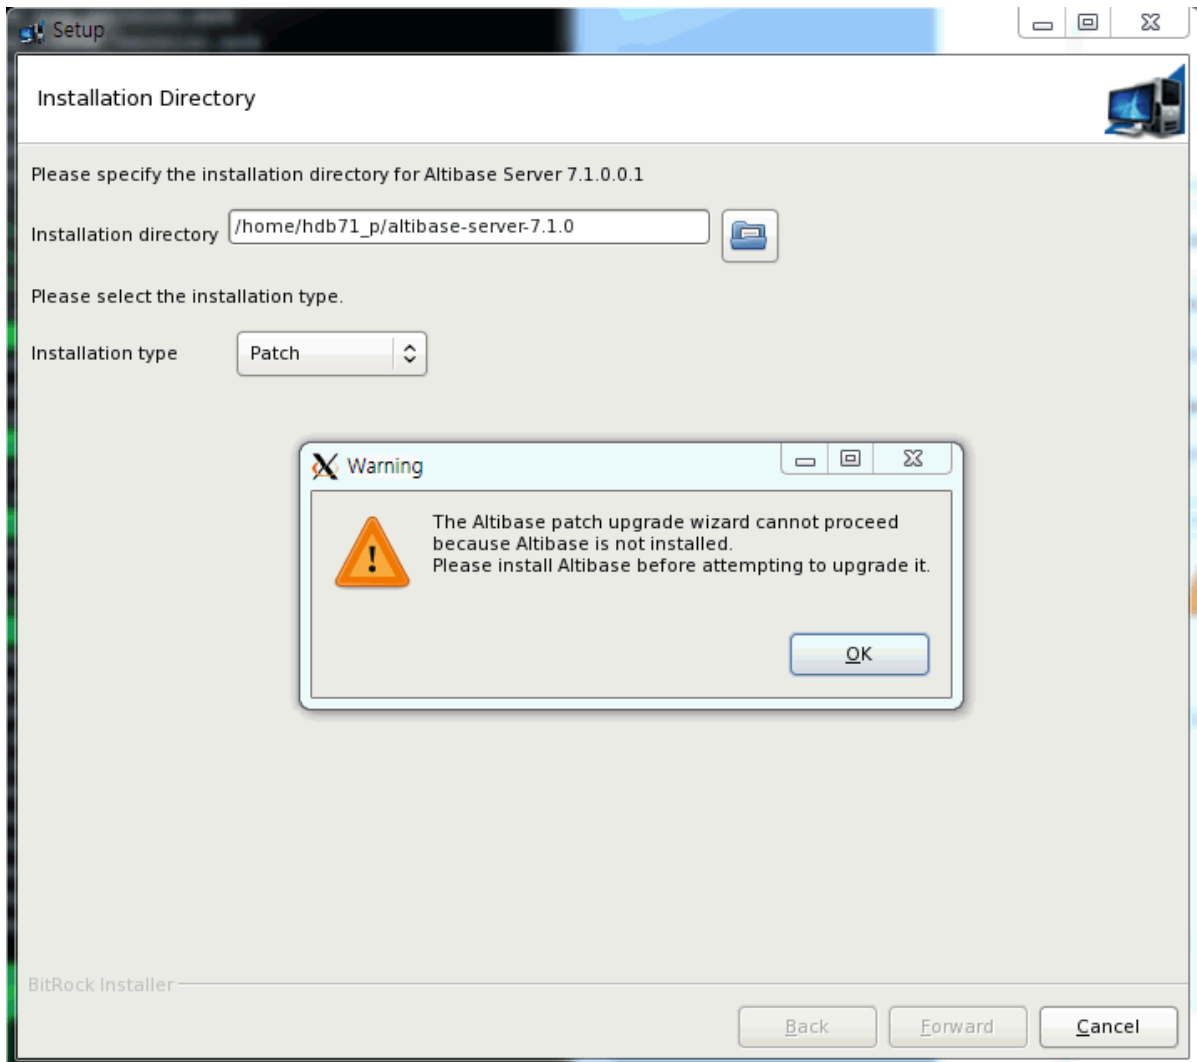 Setup
Installation Directory
Please specify the installation directory for Altibase Server 7.1.0.0.1
Installation directory /home/hdb71_p/altibase-server-7.1.0
Please select the installation type.
Installation type Patch
Warning
The Altibase patch upgrade wizard cannot proceed
because Altibase is not installed.
Please install Altibase before attempting to upgrade it.
OK
BitRock Installer
Back Forward Cancel